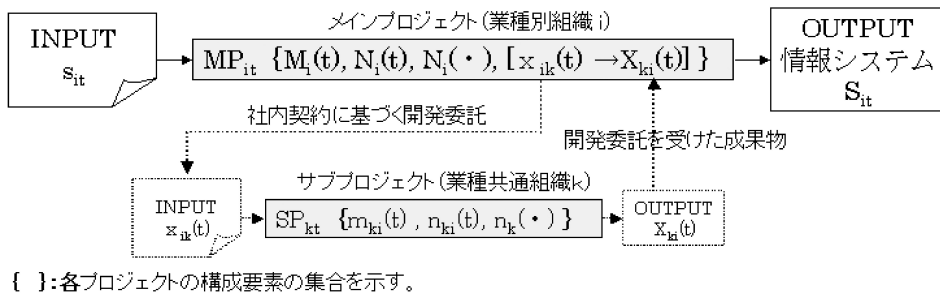 メインプロジェクト(業種別組織 i)
INPUT
s_it
MP_it {M_i(t), N_i(t), N_i(・), [x_ik(t) →X_ki(t)] }
OUTPUT
情報システム
S_it
社内契約に基づく開発委託
開発委託を受けた成果物
サブプロジェクト(業種共通組織k)
INPUT
x_ik(t)
SP_kt {m_ki(t) , n_ki(t), n_k(・) }
OUTPUT
X_ki(t)
{ }:各プロジェクトの構成要素の集合を示す。